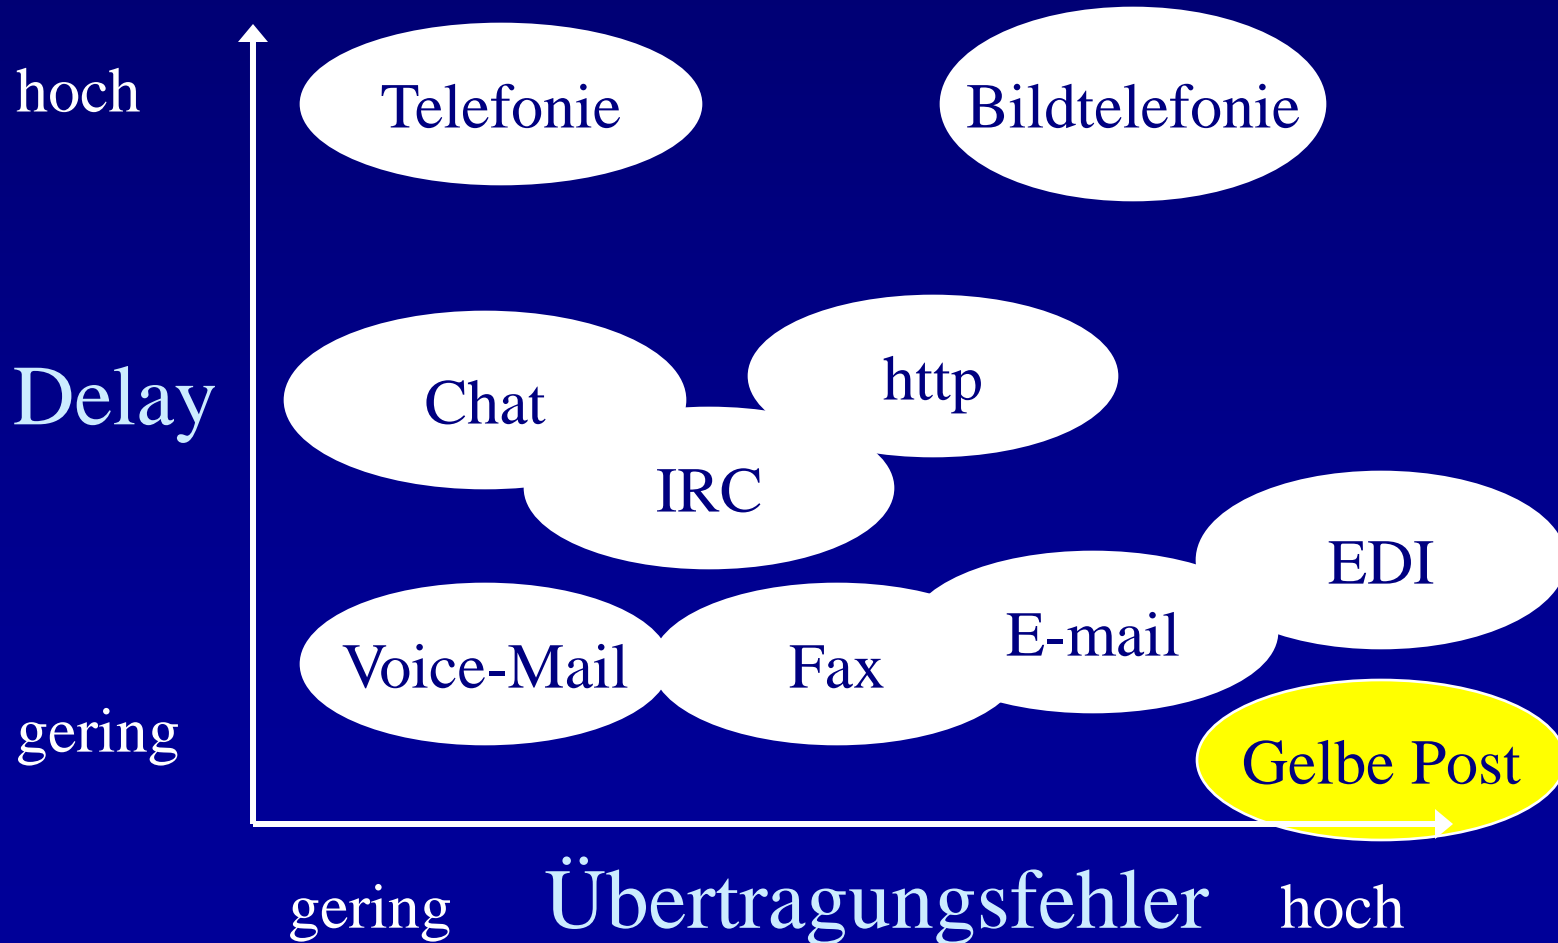 hoch
Telefonie
Bildtelefonie
Delay
Chat
http
IRC
EDI
E-mail
Voice-Mail
Fax
gering
Gelbe Post
gering
Übertragungsfehler
hoch